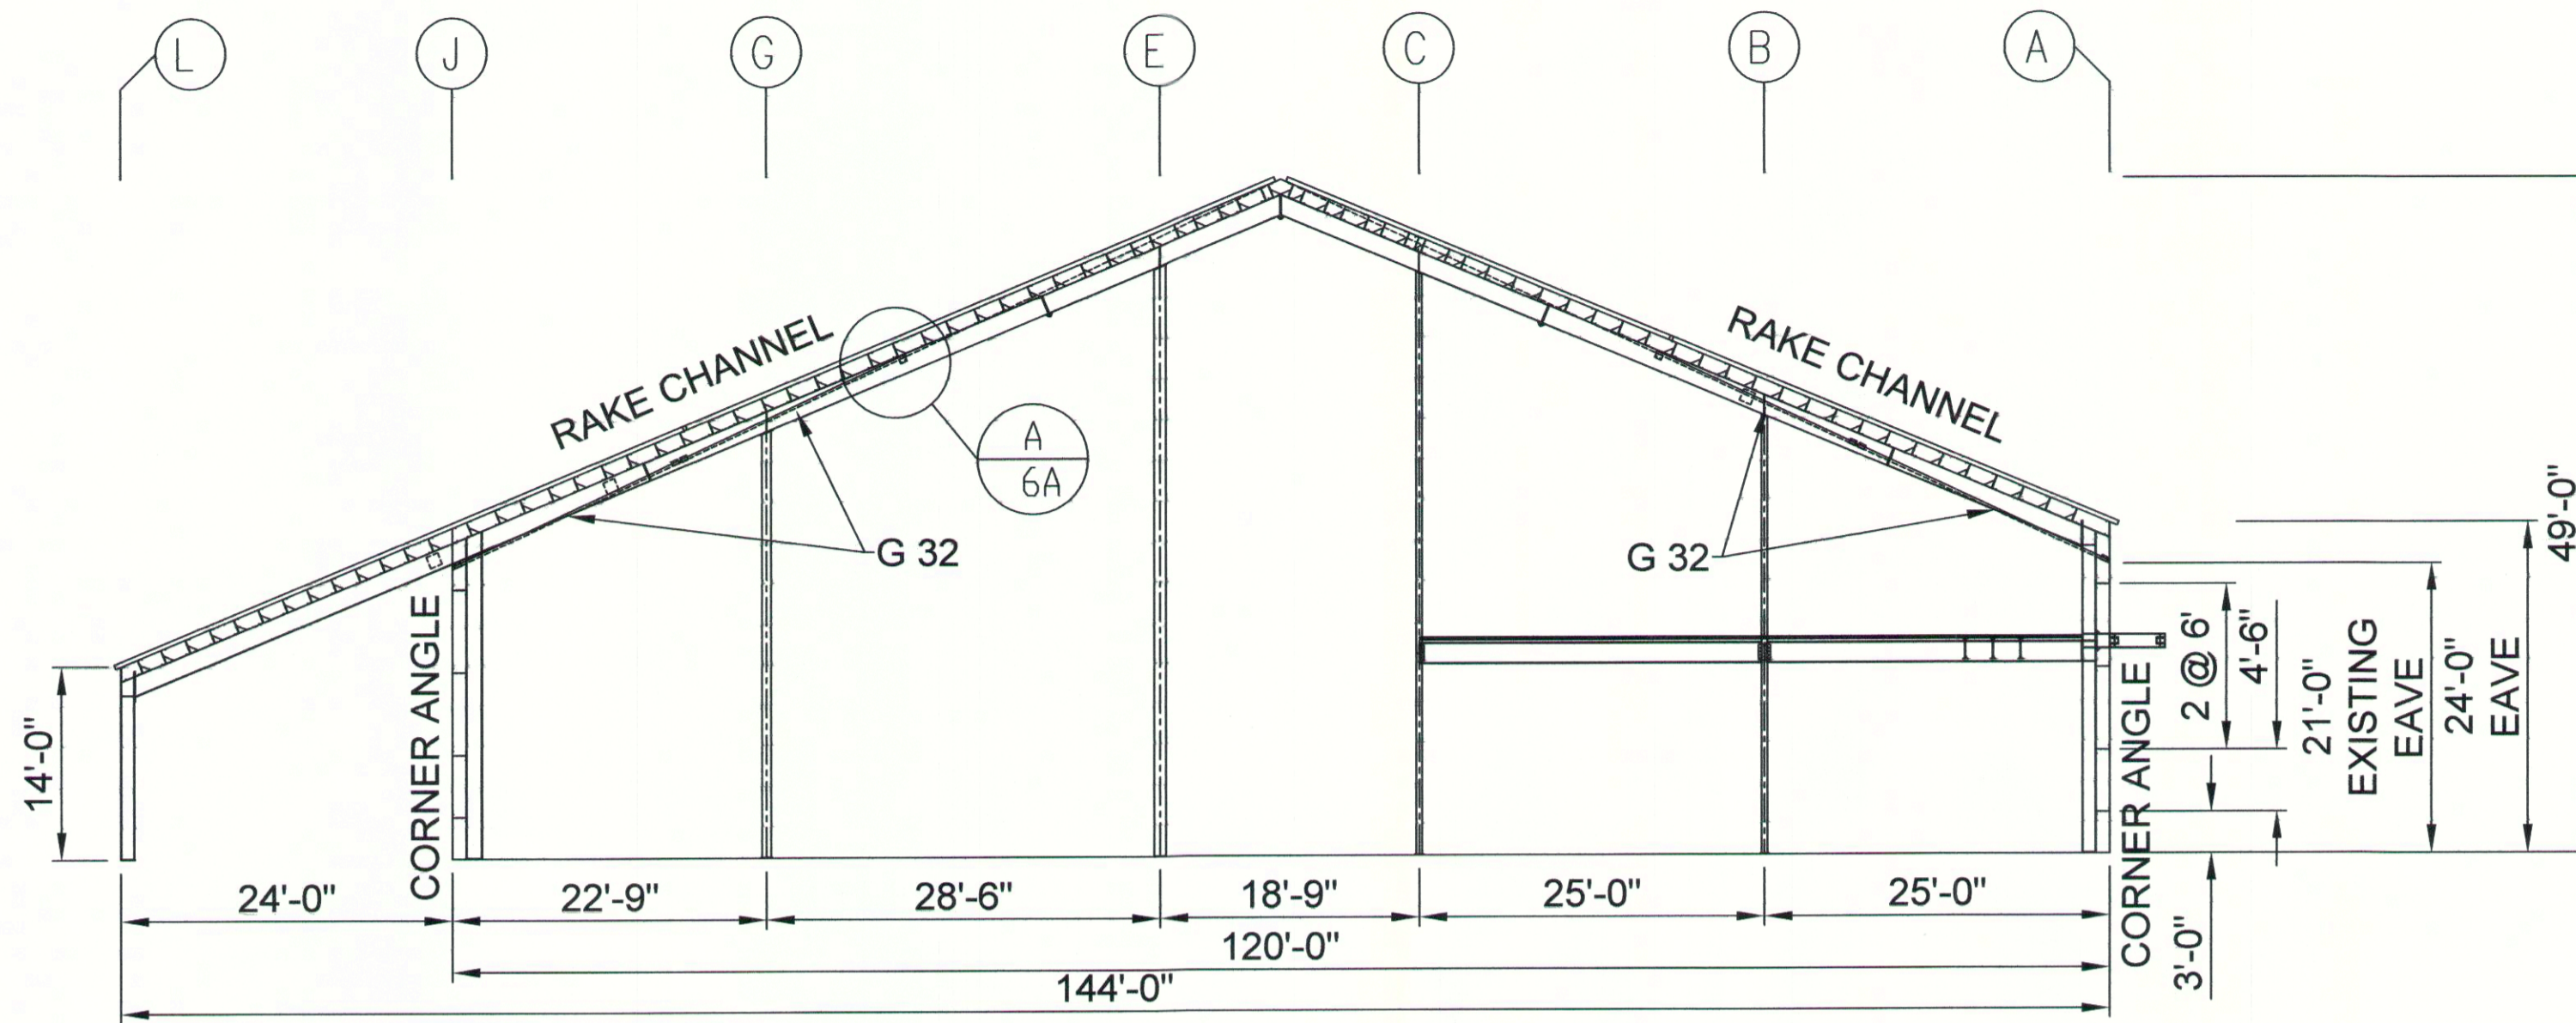 L
J
G
E
C
B
A
RAKE CHANNEL
RAKE CHANNEL
A
6A
G 32
G 32
CORNER ANGLE
CORNER ANGLE
14'-0"
2 @ 6'
4'-6"
21'-0"
EXISTING
EAVE
24'-0"
EAVE
49'-0"
3'-0"
24'-0"
22'-9"
28'-6"
18'-9"
25'-0"
25'-0"
120'-0"
144'-0"